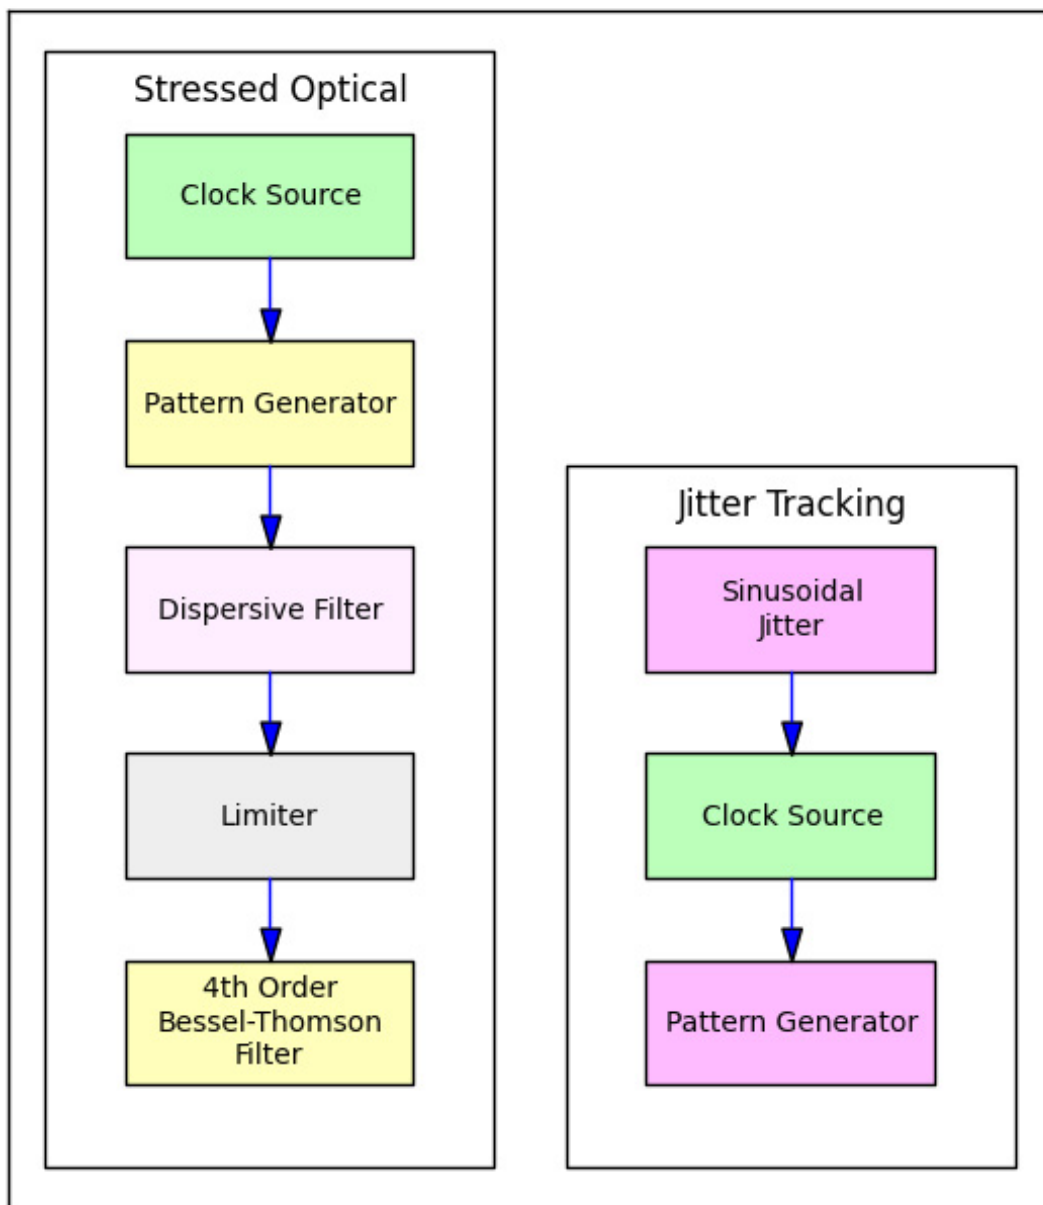 Stressed Optical
Clock Source
Pattern Generator
Dispersive Filter
Limiter
4th Order
Bessel-Thomson
Filter
Jitter Tracking
Sinusoidal
Jitter
Clock Source
Pattern Generator